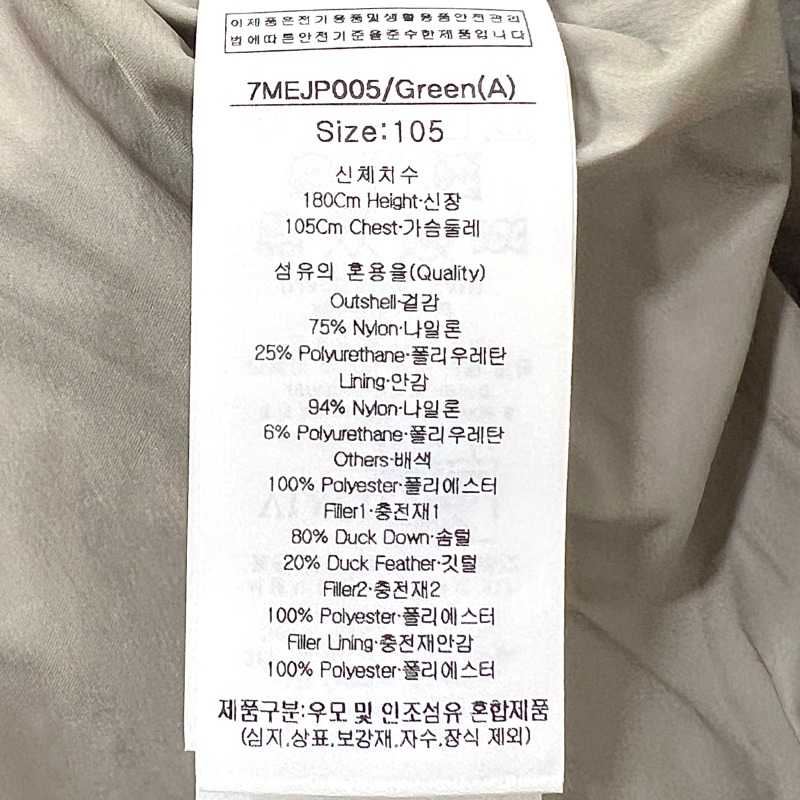 이제품은전기용품및생활용품안전관리
법에따른안전기준을준수한제품입니다
7MEJP005/Green(A)
Size:105
신체치수
180Cm Height·신장
105Cm Chest·가슴둘레
섬유의 혼용율(Quality)
Outshell·겉감
75% Nylon·나일론
25% Polyurethane·폴리우레탄
Lining·안감
94% Nylon·나일론
6% Polyurethane·폴리우레탄
Others·배색
100% Polyester·폴리에스터
Filler1·충전재1
80% Duck Down·솜털
20% Duck Feather·깃털
Filler2·충전재2
100% Polyester·폴리에스터
Filler Lining·충전재안감
100% Polyester·폴리에스터
제품구분:우모 및 인조섬유 혼합제품
(심지,상표,보강재,자수,장식 제외)